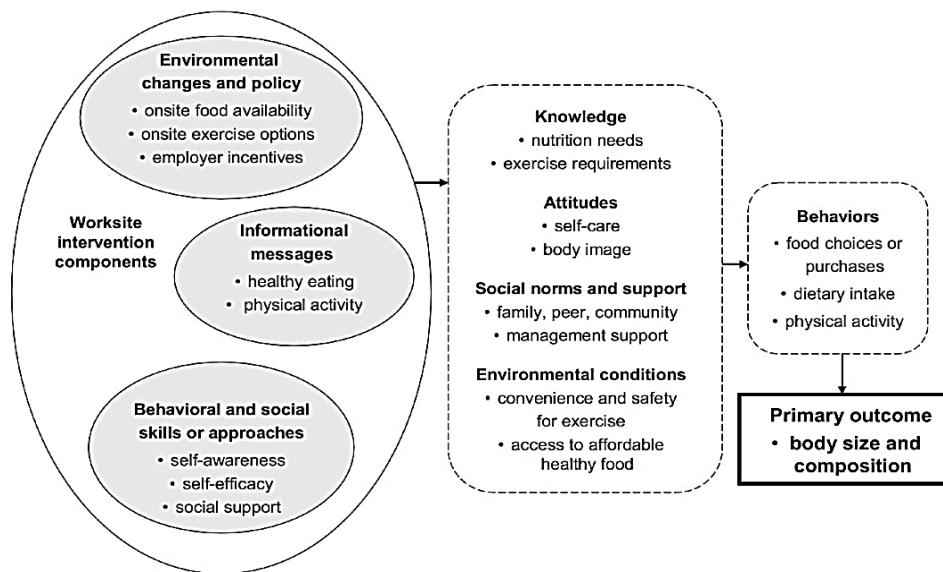 Environmental
changes and policy
• onsite food availability
• onsite exercise options
• employer incentives
Worksite
intervention
components
Informational
messages
• healthy eating
• physical activity
Behavioral and social
skills or approaches
• self-awareness
• self-efficacy
• social support
Knowledge
• nutrition needs
• exercise requirements
Attitudes
• self-care
• body image
Social norms and support
• family, peer, community
• management support
Environmental conditions
• convenience and safety
for exercise
• access to affordable
healthy food
Behaviors
• food choices or
purchases
• dietary intake
• physical activity
Primary outcome
• body size and
composition